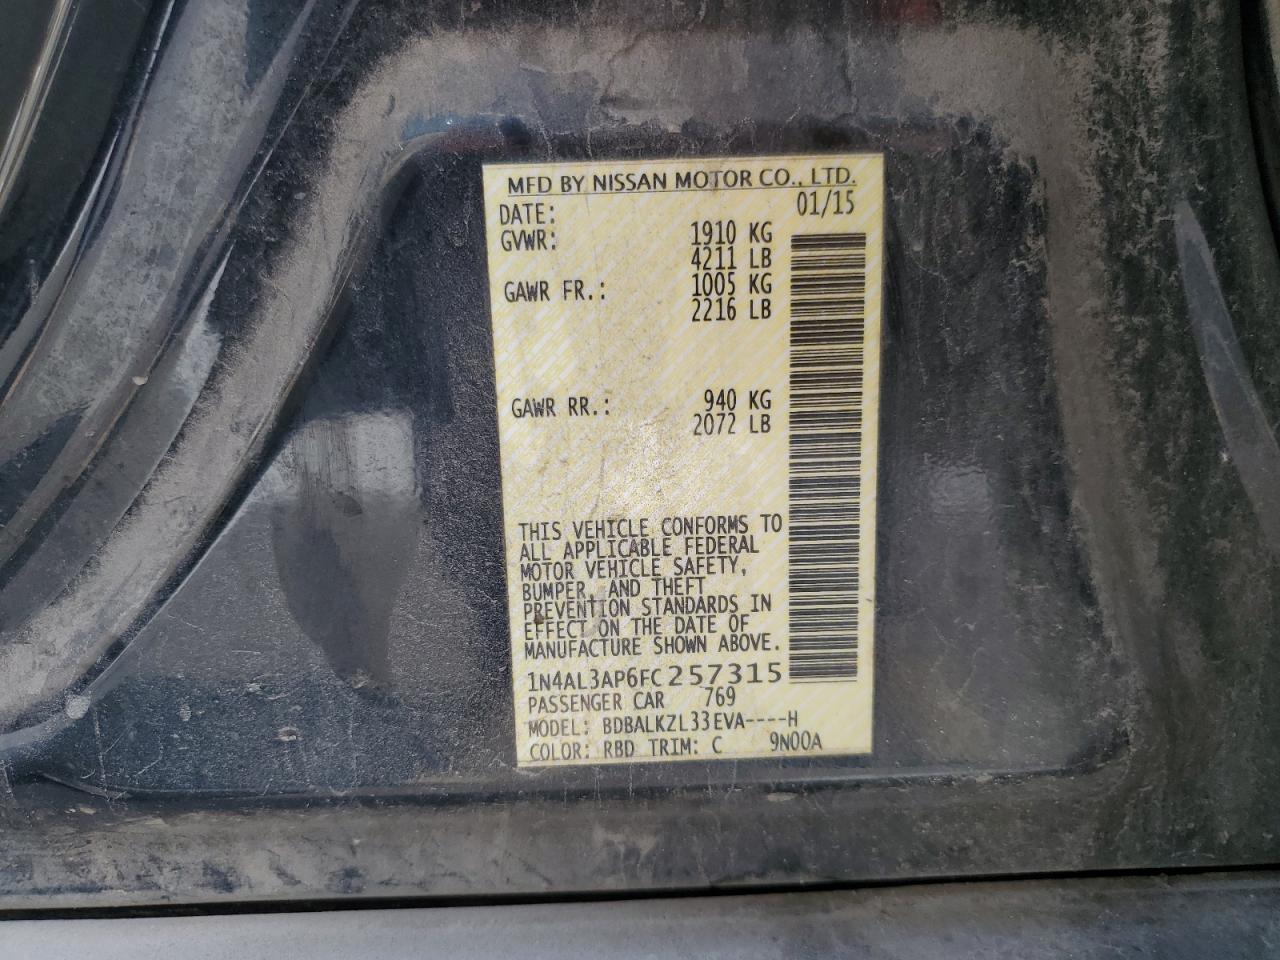 MFD BY NISSAN MOTOR CO., LTD.
DATE: 01/15
GVWR: 1910 KG
4211 LB
GAWR FR.: 1005 KG
2216 LB
GAWR RR.: 940 KG
2072 LB
THIS VEHICLE CONFORMS TO
ALL APPLICABLE FEDERAL
MOTOR VEHICLE SAFETY,
BUMPER, AND THEFT
PREVENTION STANDARDS IN
EFFECT ON THE DATE OF
MANUFACTURE SHOWN ABOVE.
1N4AL3AP6FC257315
PASSENGER CAR 769
MODEL: BDBALKZL33EVA----H
COLOR: RBD TRIM: C 9N00A